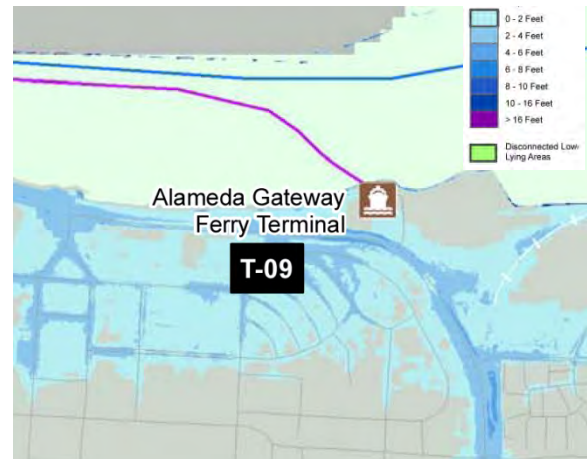 0 - 2 Feet
2 - 4 Feet
4 - 6 Feet
6 - 8 Feet
8 - 10 Feet
10 - 16 Feet
> 16 Feet
Disconnected Low-
Lying Areas
Alameda Gateway
Ferry Terminal
T-09